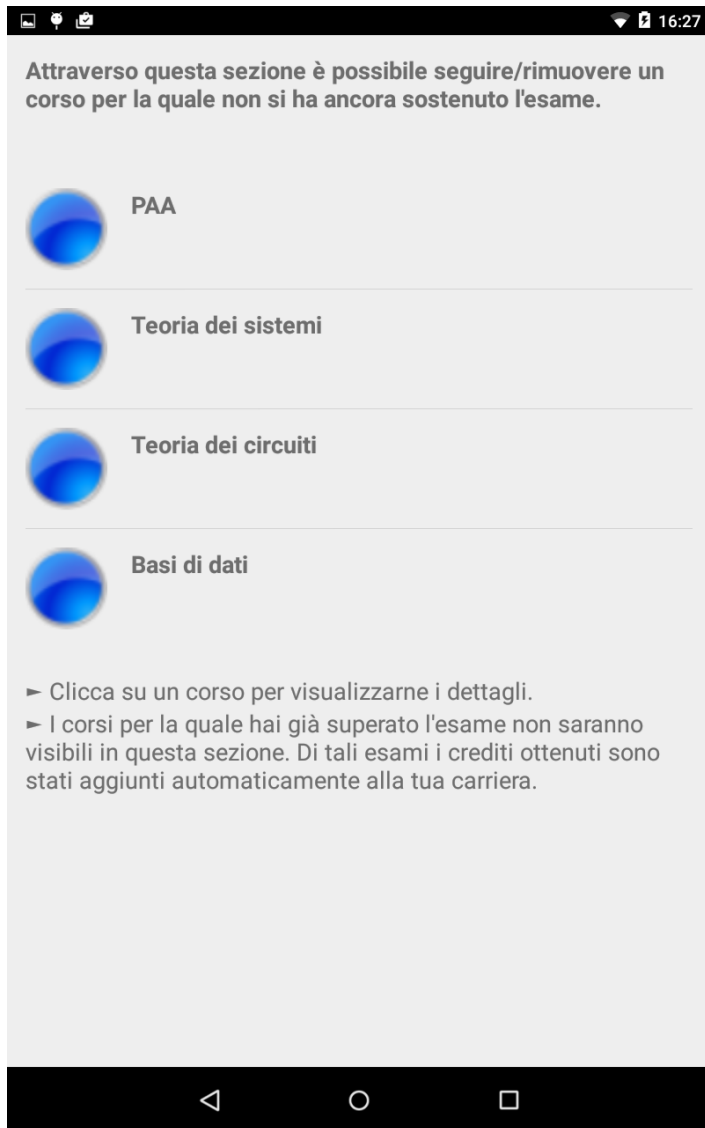 16:27
Attraverso questa sezione è possibile seguire/rimuovere un
corso per la quale non si ha ancora sostenuto l'esame.
PAA
Teoria dei sistemi
Teoria dei circuiti
Basi di dati
► Clicca su un corso per visualizzarne i dettagli.
► I corsi per la quale hai già superato l'esame non saranno
visibili in questa sezione. Di tali esami i crediti ottenuti sono
stati aggiunti automaticamente alla tua carriera.